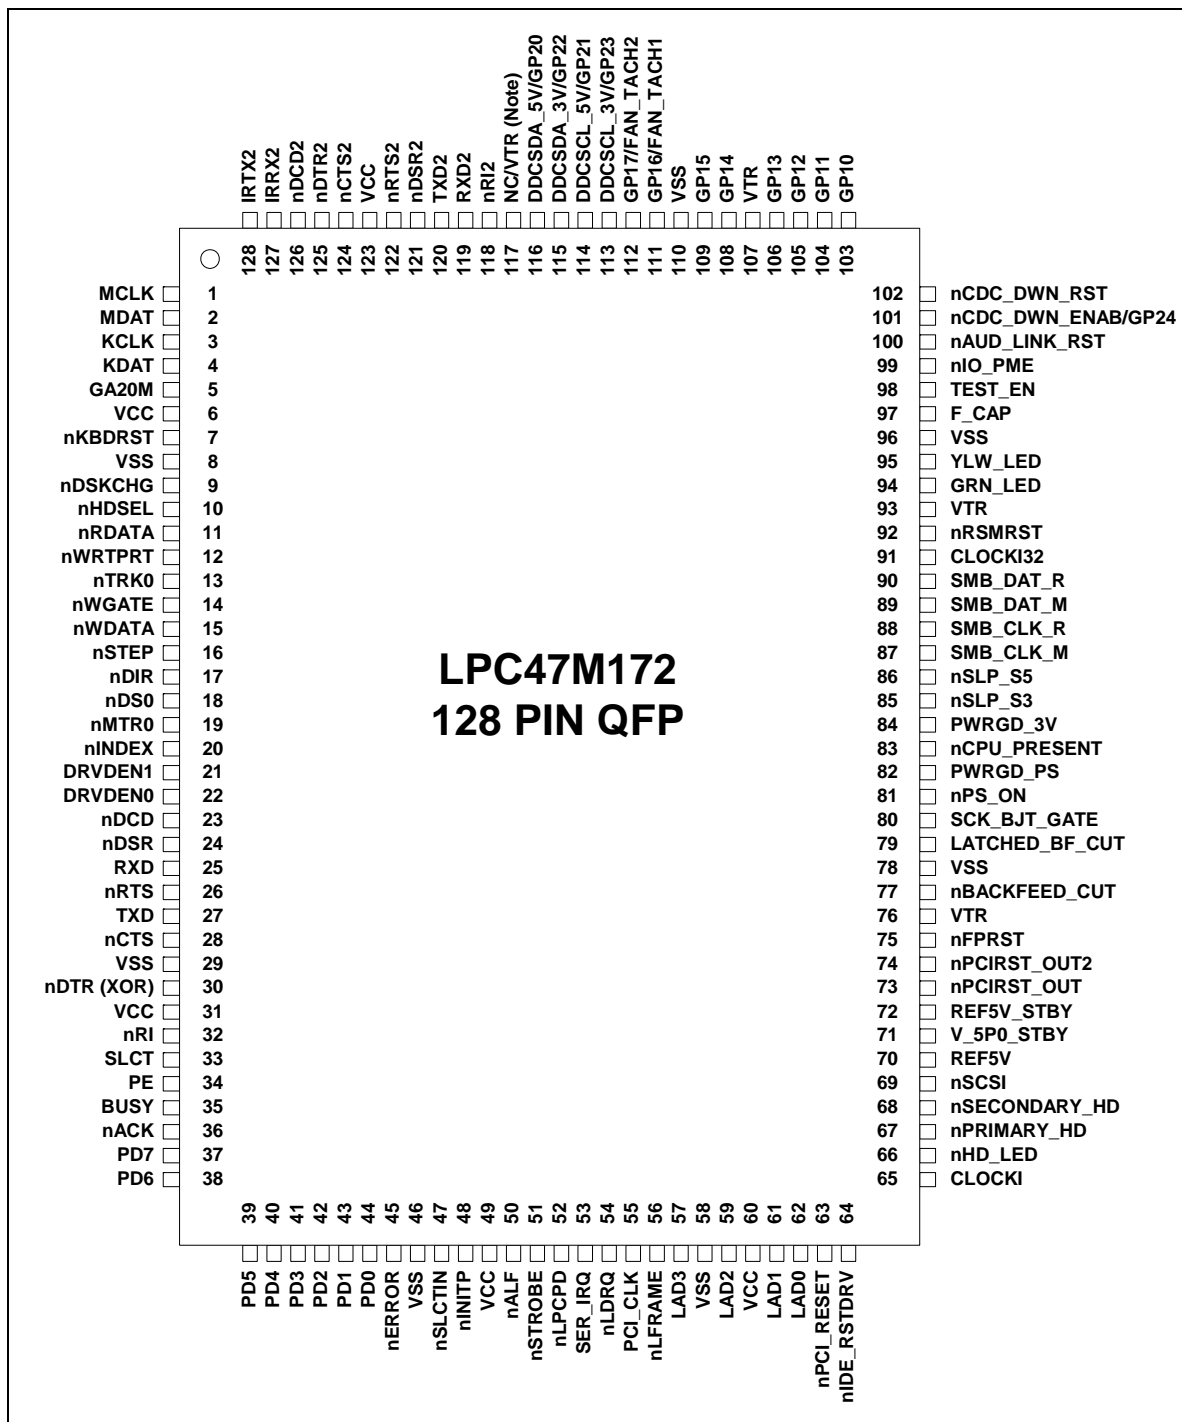 IRTX2
IRRX2
nDCD2
nDTR2
nCTS2
VCC
nRTS2
nDSR2
TXD2
RXD2
nRI2
NC/VTR (Note)
DDCSDA_5V/GP20
DDCSDA_3V/GP22
DDCSCL_5V/GP21
DDCSCL_3V/GP23
GP17/FAN_TACH2
GP16/FAN_TACH1
VSS
GP15
GP14
VTR
GP13
GP12
GP11
GP10
128 127 126 125 124 123 122 121 120 119 118 117 116 115 114 113 112 111 110 109 108 107 106 105 104 103
MCLK 1 102 nCDC_DWN_RST
MDAT 2 101 nCDC_DWN_ENAB/GP24
KCLK 3 100 nAUD_LINK_RST
KDAT 4 99 nIO_PME
GA20M 5 98 TEST_EN
VCC 6 97 F_CAP
nKBDRST 7 96 VSS
VSS 8 95 YLW_LED
nDSKCHG 9 94 GRN_LED
nHDSEL 10 93 VTR
nRDATA 11 92 nRSMRST
nWRTPRT 12 91 CLOCKI32
nTRK0 13 90 SMB_DAT_R
nWGATE 14 89 SMB_DAT_M
nWDATA 15 88 SMB_CLK_R
nSTEP 16 87 SMB_CLK_M
nDIR 17 86 nSLP_S5
nDS0 18 85 nSLP_S3
nMTR0 19 84 PWRGD_3V
nINDEX 20 83 nCPU_PRESENT
DRVDEN1 21 82 PWRGD_PS
DRVDEN0 22 81 nPS_ON
nDCD 23 80 SCK_BJT_GATE
nDSR 24 79 LATCHED_BF_CUT
RXD 25 78 VSS
nRTS 26 77 nBACKFEED_CUT
TXD 27 76 VTR
nCTS 28 75 nFPRST
VSS 29 74 nPCIRST_OUT2
nDTR (XOR) 30 73 nPCIRST_OUT
VCC 31 72 REF5V_STBY
nRI 32 71 V_5P0_STBY
SLCT 33 70 REF5V
PE 34 69 nSCSI
BUSY 35 68 nSECONDARY_HD
nACK 36 67 nPRIMARY_HD
PD7 37 66 nHD_LED
PD6 38 65 CLOCKI
LPC47M172
128 PIN QFP
39 40 41 42 43 44 45 46 47 48 49 50 51 52 53 54 55 56 57 58 59 60 61 62 63 64
PD5
PD4
PD3
PD2
PD1
PD0
nERROR
VSS
nSLCTIN
nINITP
VCC
nALF
nSTROBE
nLPCPD
SER_IRQ
nLDRQ
PCI_CLK
nLFRAME
LAD3
VSS
LAD2
VCC
LAD1
LAD0
nPCI_RESET
nIDE_RSTDRV